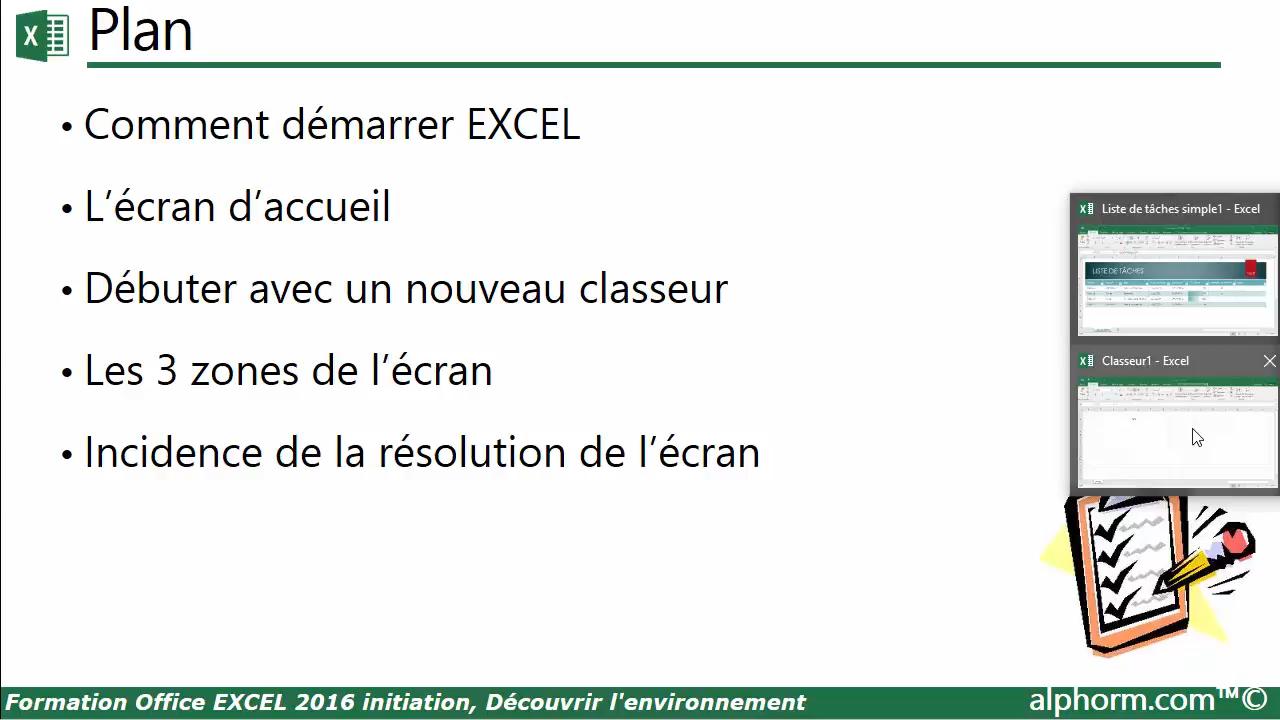 Plan
• Comment démarrer EXCEL
• L’écran d’accueil
• Débuter avec un nouveau classeur
• Les 3 zones de l’écran
• Incidence de la résolution de l’écran
Liste de tâches simple1 - Excel
LISTE DE TÂCHES
Classeur1 - Excel
Formation Office EXCEL 2016 initiation, Découvrir l'environnement
alphorm.com™©